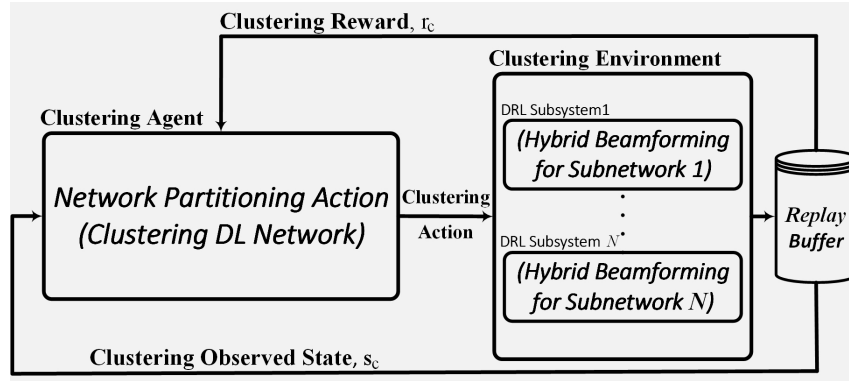 Clustering Reward, r_c
Clustering Environment
Clustering Agent
DRL Subsystem1
(Hybrid Beamforming
for Subnetwork 1)
Network Partitioning Action
(Clustering DL Network)
Clustering
Action
DRL Subsystem N
(Hybrid Beamforming
for Subnetwork N)
Replay
Buffer
Clustering Observed State, s_c